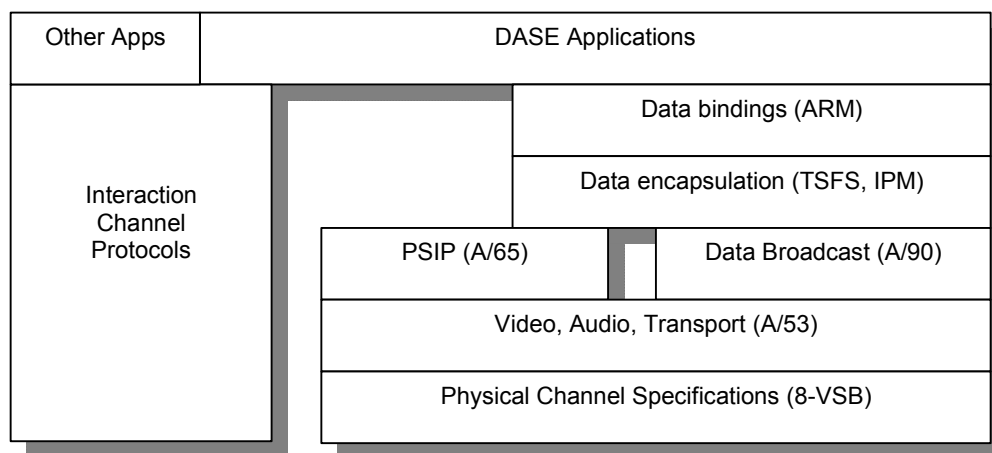 Other Apps
DASE Applications
Data bindings (ARM)
Data encapsulation (TSFS, IPM)
Interaction
Channel
Protocols
PSIP (A/65)
Data Broadcast (A/90)
Video, Audio, Transport (A/53)
Physical Channel Specifications (8-VSB)